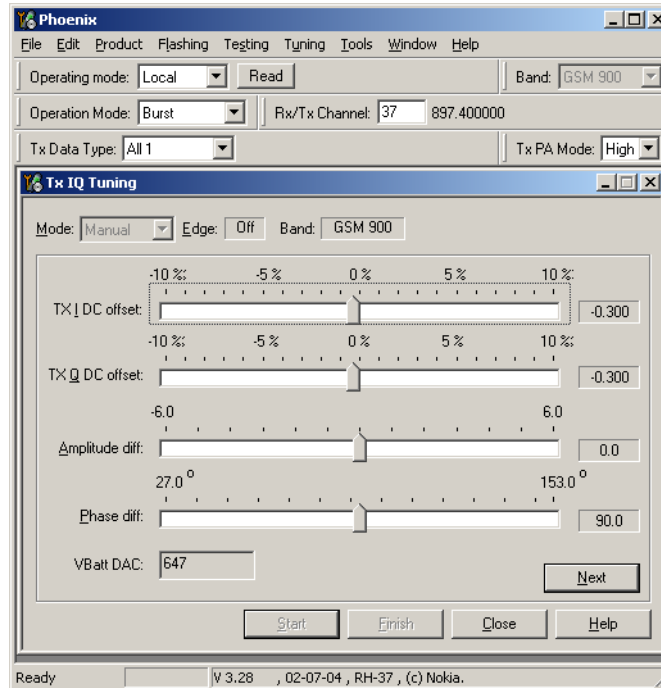 Phoenix
File Edit Product Flashing Testing Tuning Tools Window Help
Operating mode: Local Read Band: GSM 900
Operation Mode: Burst Rx/Tx Channel: 37 897.400000
Tx Data Type: All 1 Tx PA Mode: High
Tx IQ Tuning
Mode: Manual Edge: Off Band: GSM 900
-10 %: -5 % 0 % 5 % 10 %:
TX I DC offset: -0.300
-10 %: -5 % 0 % 5 % 10 %:
TX Q DC offset: -0.300
-6.0 6.0
Amplitude diff: 0.0
27.0 ° 153.0 °
Phase diff: 90.0
VBatt DAC: 647
Next
Start Finish Close Help
Ready V 3.28 , 02-07-04 , RH-37 , (c) Nokia.